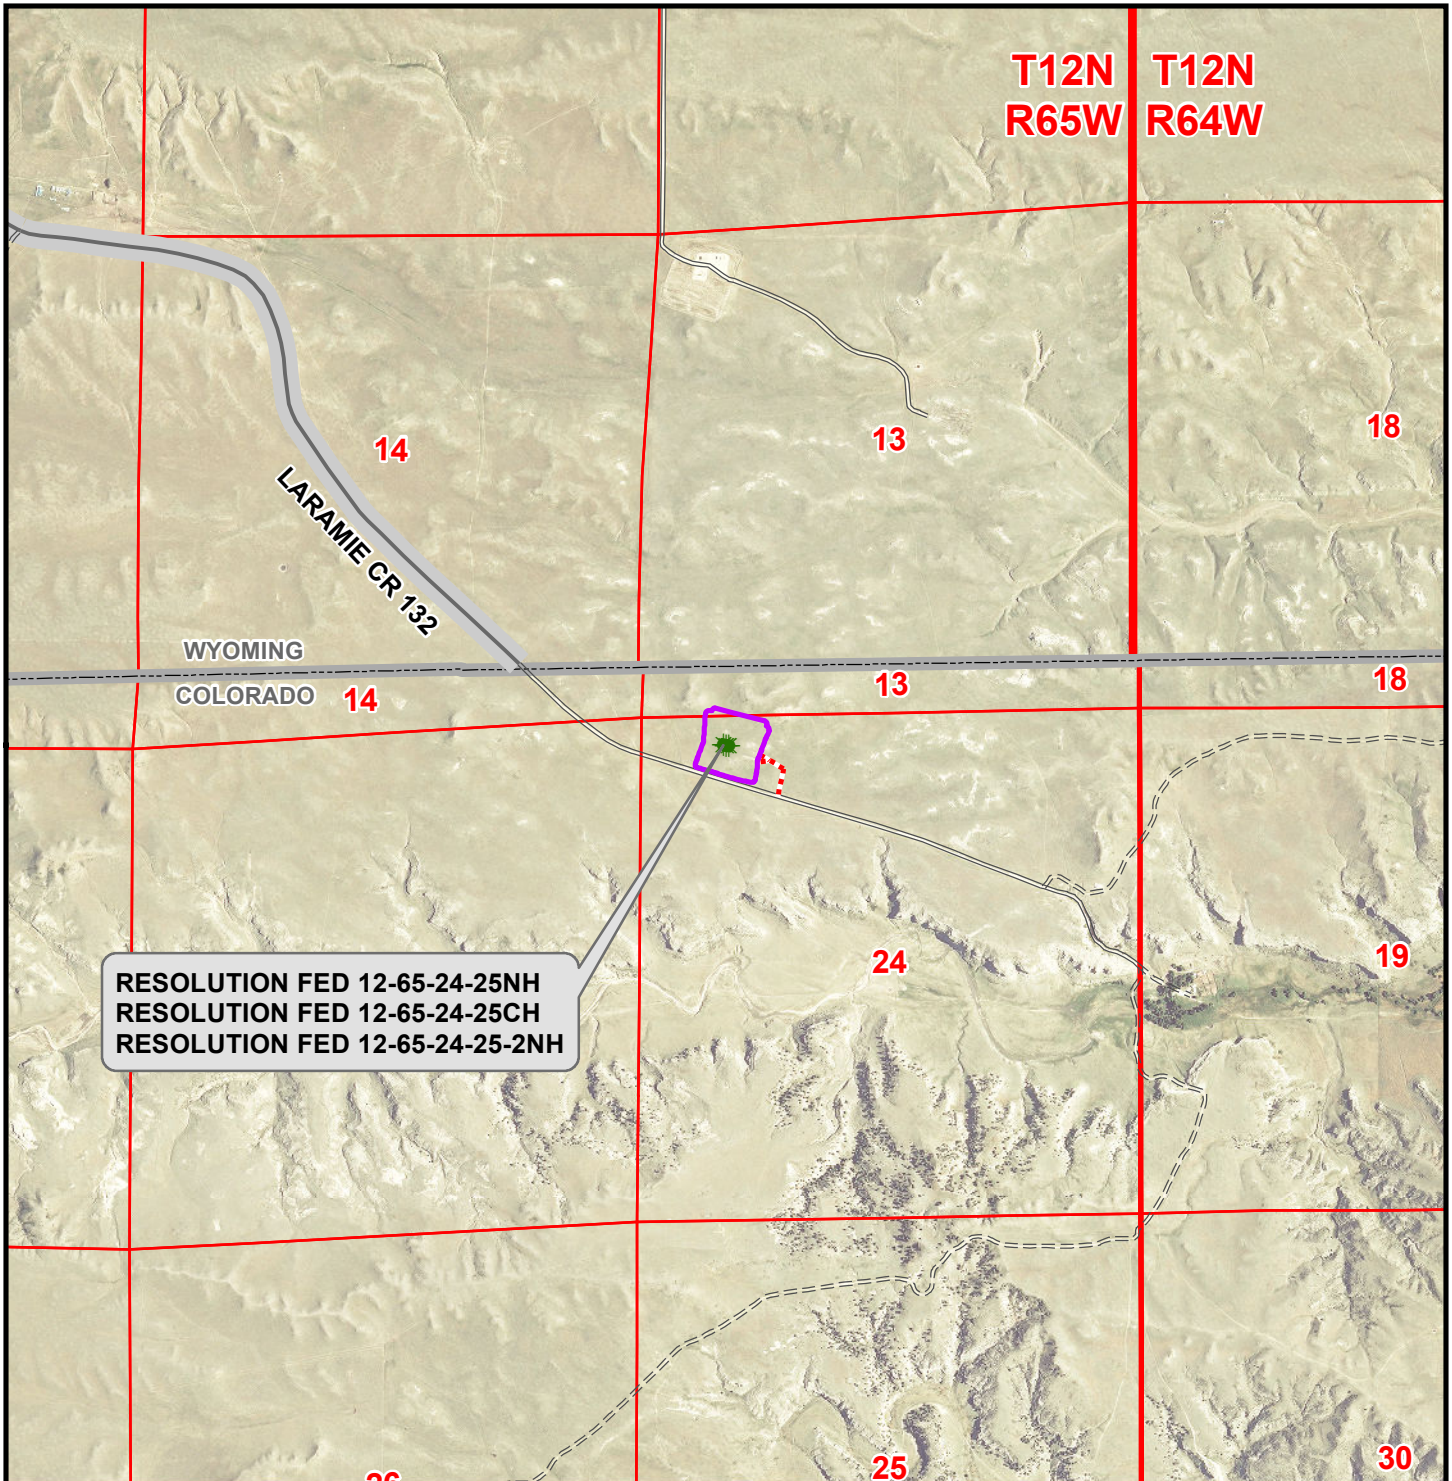 T12N T12N
R65W R64W
14
13
18
LARAMIE CR 132
WYOMING
COLORADO
14
13
18
RESOLUTION FED 12-65-24-25NH
RESOLUTION FED 12-65-24-25CH
RESOLUTION FED 12-65-24-25-2NH
24
19
25
30
26